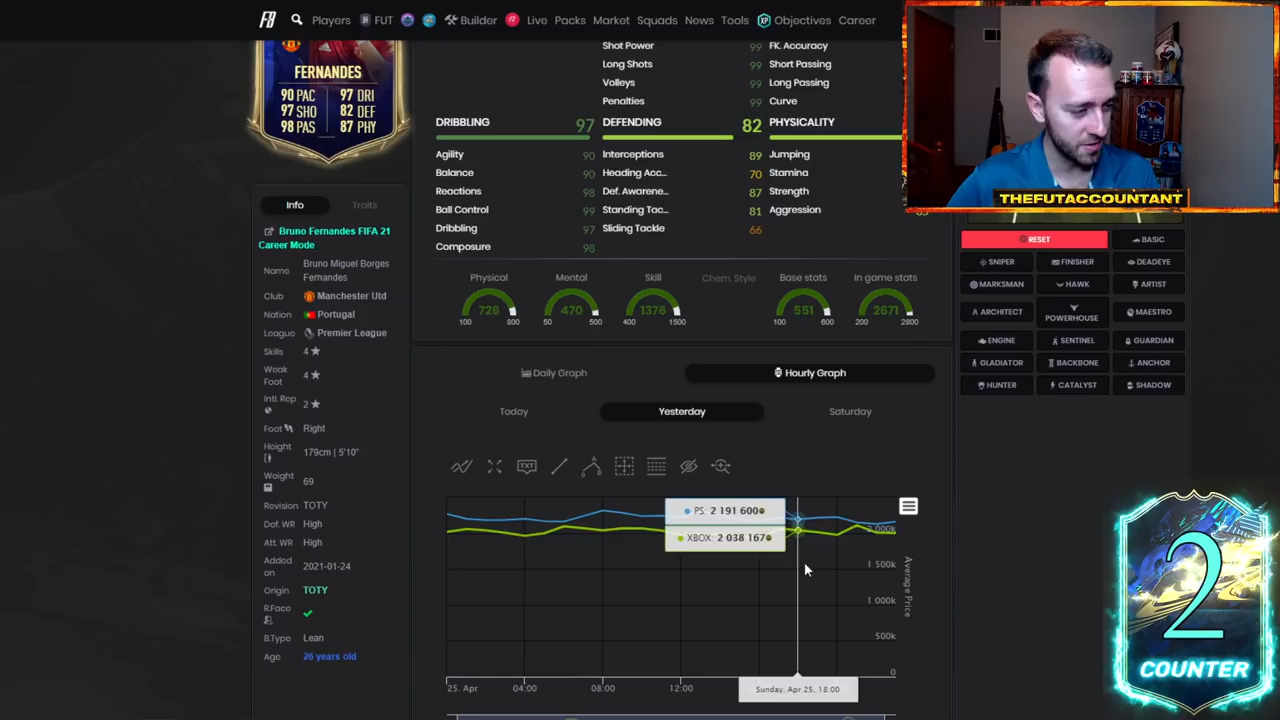 Players FUT Builder Live Packs Market Squads News Tools XP Objectives Career
FERNANDES
90 PAC 97 DRI
97 SHO 82 DEF
98 PAS 87 PHY
Shot Power 99 FK. Accuracy
Long Shots 99 Short Passing
Volleys 99 Long Passing
Penalties 99 Curve
DRIBBLING 97 DEFENDING 82 PHYSICALITY
Agility 90 Interceptions 89 Jumping
Balance 90 Heading Acc... 70 Stamina
Reactions 98 Def. Awarene... 87 Strength
Ball Control 99 Standing Tac... 81 Aggression
Dribbling 97 Sliding Tackle 66
Composure 98
THEFUTACCOUNTANT
Info Traits
Bruno Fernandes FIFA 21
Career Mode
Name Bruno Miguel Borges
Fernandes
Club Manchester Utd
Nation Portugal
League Premier League
Skills 4
Weak
Foot 4
Intl. Rep 2
Foot Right
Height 179cm | 5'10"
Weight 69
Revision TOTY
Def. WR High
Att. WR High
Added
on 2021-01-24
Origin TOTY
R.Face
B.Type Lean
Age 26 years old
Physical Mental Skill Chem. Style Base stats In game stats
726 470 1376 551 2671
100 800 50 500 400 1500 100 600 200 2800
Daily Graph Hourly Graph
Today Yesterday Saturday
TXT
PS: 2 191 600
XBOX: 2 038 167
2 000k
1 500k
1 000k
500k
0
Average Price
25. Apr 04:00 08:00 12:00
Sunday, Apr 25, 18:00
RESET BASIC
SNIPER FINISHER DEADEYE
MARKSMAN HAWK ARTIST
ARCHITECT POWERHOUSE MAESTRO
ENGINE SENTINEL GUARDIAN
GLADIATOR BACKBONE ANCHOR
HUNTER CATALYST SHADOW
2
COUNTER